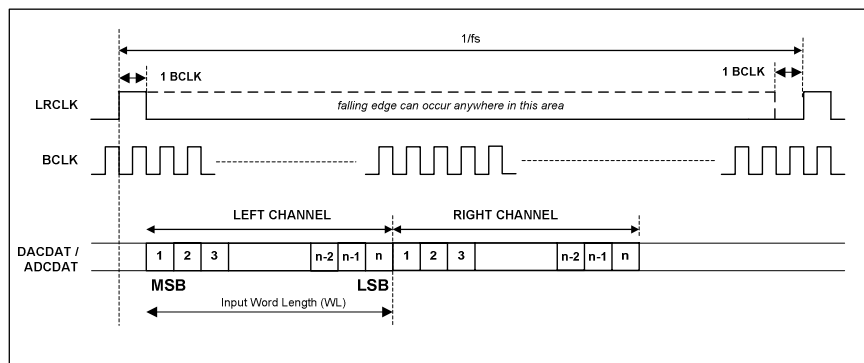 1/fs
1 BCLK
1 BCLK
LRCLK
falling edge can occur anywhere in this area
BCLK
LEFT CHANNEL
RIGHT CHANNEL
DACDAT /
ADCDAT
1 2 3 n-2 n-1 n 1 2 3 n-2 n-1 n
MSB LSB
Input Word Length (WL)